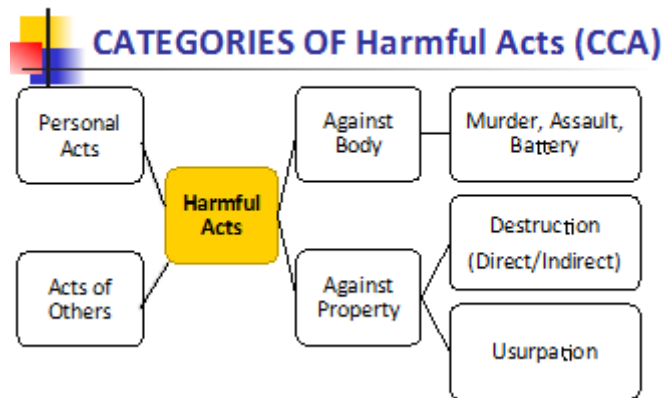 CATEGORIES OF Harmful Acts (CCA)
Personal
Acts
Acts of
Others
Harmful
Acts
Against
Body
Against
Property
Murder, Assault,
Battery
Destruction
(Direct/Indirect)
Usurpation